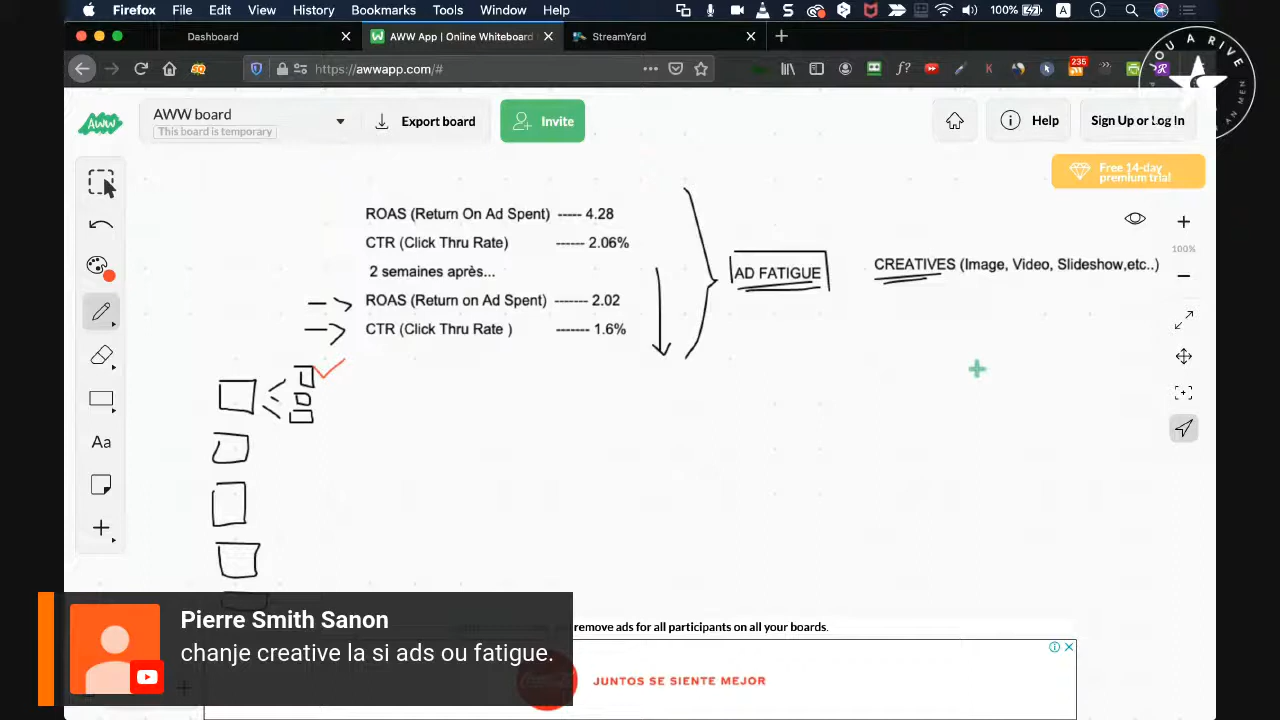 Firefox File Edit View History Bookmarks Tools Window Help 100%
Dashboard
AWW App | Online Whiteboard
StreamYard
https://awwapp.com/#
235
AWW
AWW board
This board is temporary
Export board
Invite
Help
Sign Up or Log In
Free 14-day
premium trial
100%
ROAS (Return On Ad Spent) ----- 4.28
CTR (Click Thru Rate) ------ 2.06%
2 semaines après...
ROAS (Return on Ad Spent) ------- 2.02
CTR (Click Thru Rate ) ------- 1.6%
AD FATIGUE
CREATIVES (Image, Video, Slideshow,etc..)
Aa
remove ads for all participants on all your boards.
JUNTOS SE SIENTE MEJOR
Pierre Smith Sanon
chanje creative la si ads ou fatigue.